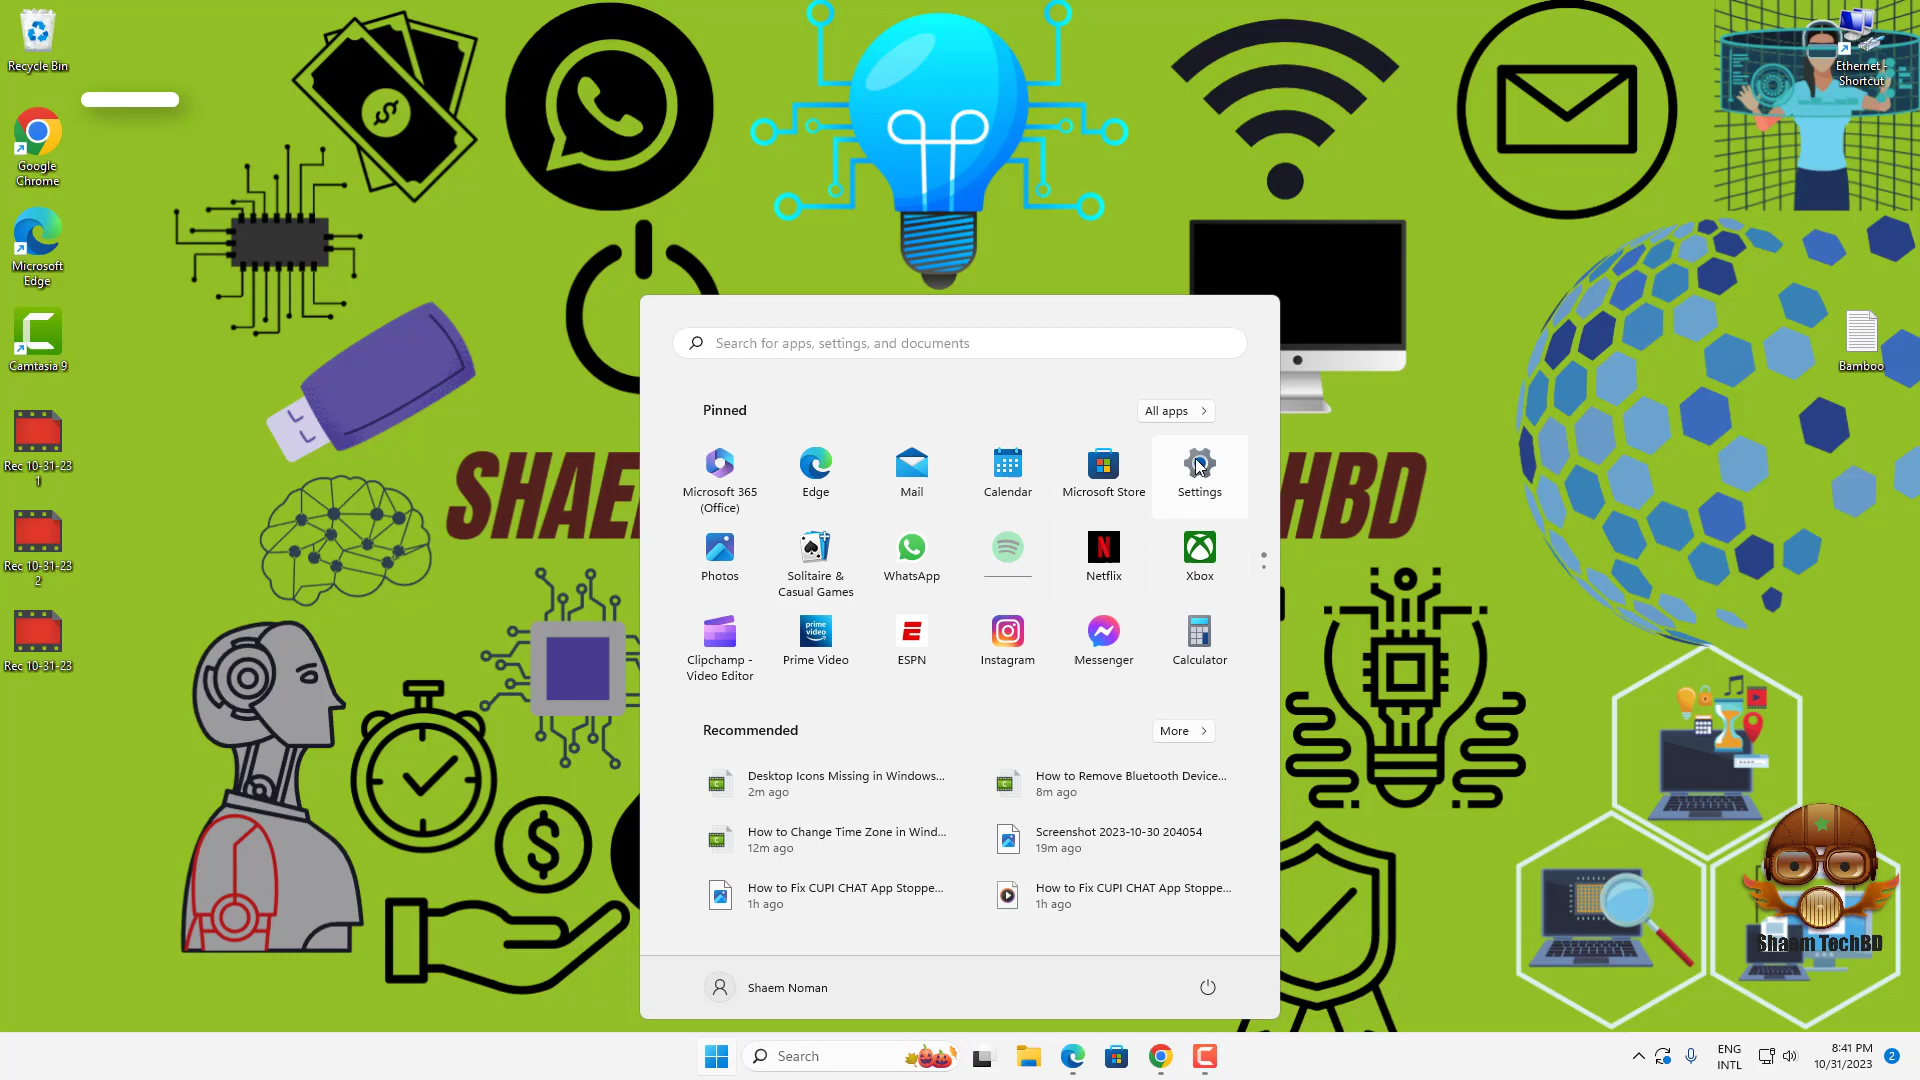 Recycle Bin
Google
Chrome
Microsoft
Edge
Camtasia 9
Rec 10-31-23
1
Rec 10-31-23
2
Rec 10-31-23
Ethernet -
Shortcut
Bamboo
SHAEM
HBD
Shaem TechBD
Search for apps, settings, and documents
Pinned
All apps
Microsoft 365
(Office)
Edge
Mail
Calendar
Microsoft Store
Settings
Photos
Solitaire &
Casual Games
WhatsApp
Netflix
Xbox
Clipchamp -
Video Editor
prime
video
Prime Video
ESPN
Instagram
Messenger
Calculator
Recommended
More
Desktop Icons Missing in Windows...
2m ago
How to Remove Bluetooth Device...
8m ago
How to Change Time Zone in Wind...
12m ago
Screenshot 2023-10-30 204054
19m ago
How to Fix CUPI CHAT App Stoppe...
1h ago
How to Fix CUPI CHAT App Stoppe...
1h ago
Shaem Noman
Search
ENG
INTL
8:41 PM
10/31/2023
2